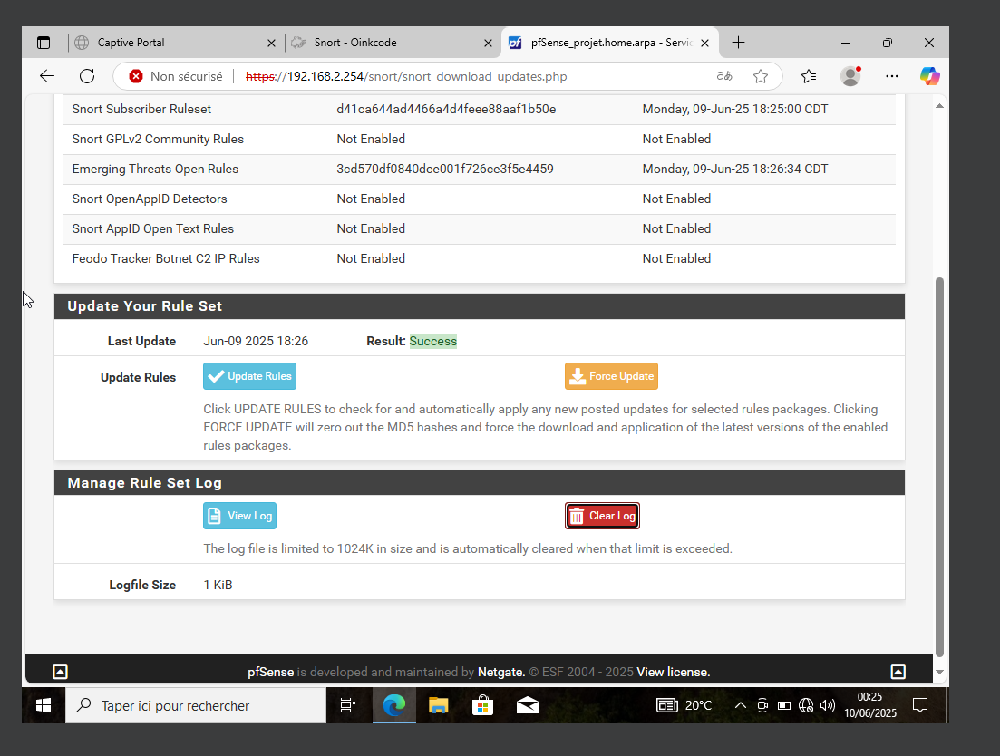 Captive Portal
Snort - Oinkcode
pfSense_projet.home.arpa - Servic
Non sécurisé
https://192.168.2.254/snort/snort_download_updates.php
aあ
Snort Subscriber Ruleset d41ca644ad4466a4d4feee88aaf1b50e Monday, 09-Jun-25 18:25:00 CDT
Snort GPLv2 Community Rules Not Enabled Not Enabled
Emerging Threats Open Rules 3cd570df0840dce001f726ce3f5e4459 Monday, 09-Jun-25 18:26:34 CDT
Snort OpenAppID Detectors Not Enabled Not Enabled
Snort AppID Open Text Rules Not Enabled Not Enabled
Feodo Tracker Botnet C2 IP Rules Not Enabled Not Enabled
Update Your Rule Set
Last Update Jun-09 2025 18:26 Result: Success
Update Rules Update Rules Force Update
Click UPDATE RULES to check for and automatically apply any new posted updates for selected rules packages. Clicking
FORCE UPDATE will zero out the MD5 hashes and force the download and application of the latest versions of the enabled
rules packages.
Manage Rule Set Log
View Log Clear Log
The log file is limited to 1024K in size and is automatically cleared when that limit is exceeded.
Logfile Size 1 KiB
pfSense is developed and maintained by Netgate. © ESF 2004 - 2025 View license.
Taper ici pour rechercher
20°C
00:25
10/06/2025